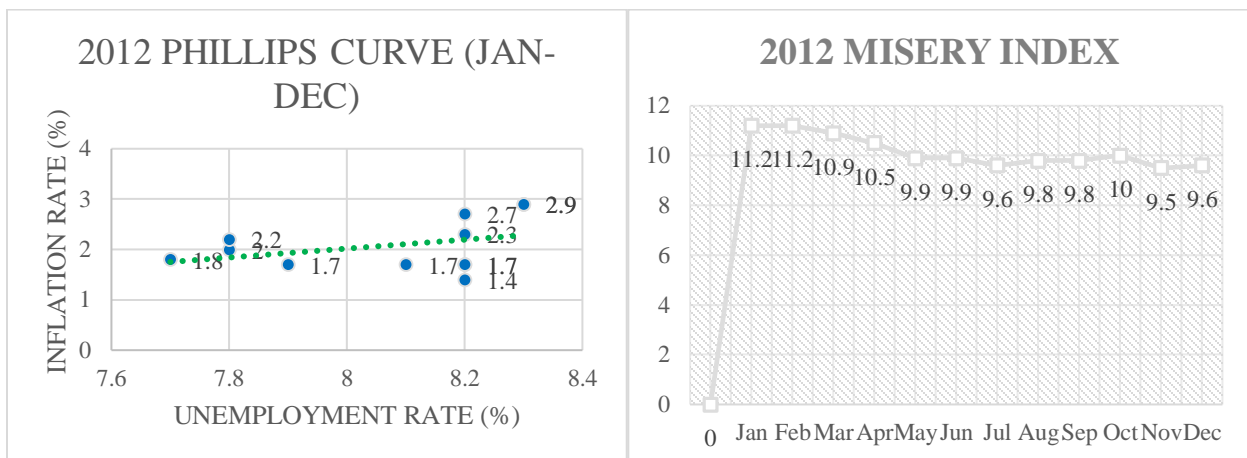 2012 PHILLIPS CURVE (JAN-
DEC)
INFLATION RATE (%)
4
3
2
1
0
2.9
2.7
2.3
2.2
2
1.8
1.7
1.7
1.7
1.4
7.6 7.8 8 8.2 8.4
UNEMPLOYMENT RATE (%)
2012 MISERY INDEX
12
10
8
6
4
2
0
11.2 11.2 10.9 10.5 9.9 9.9 9.6 9.8 9.8 10 9.5 9.6
0 Jan Feb Mar Apr May Jun Jul Aug Sep Oct Nov Dec